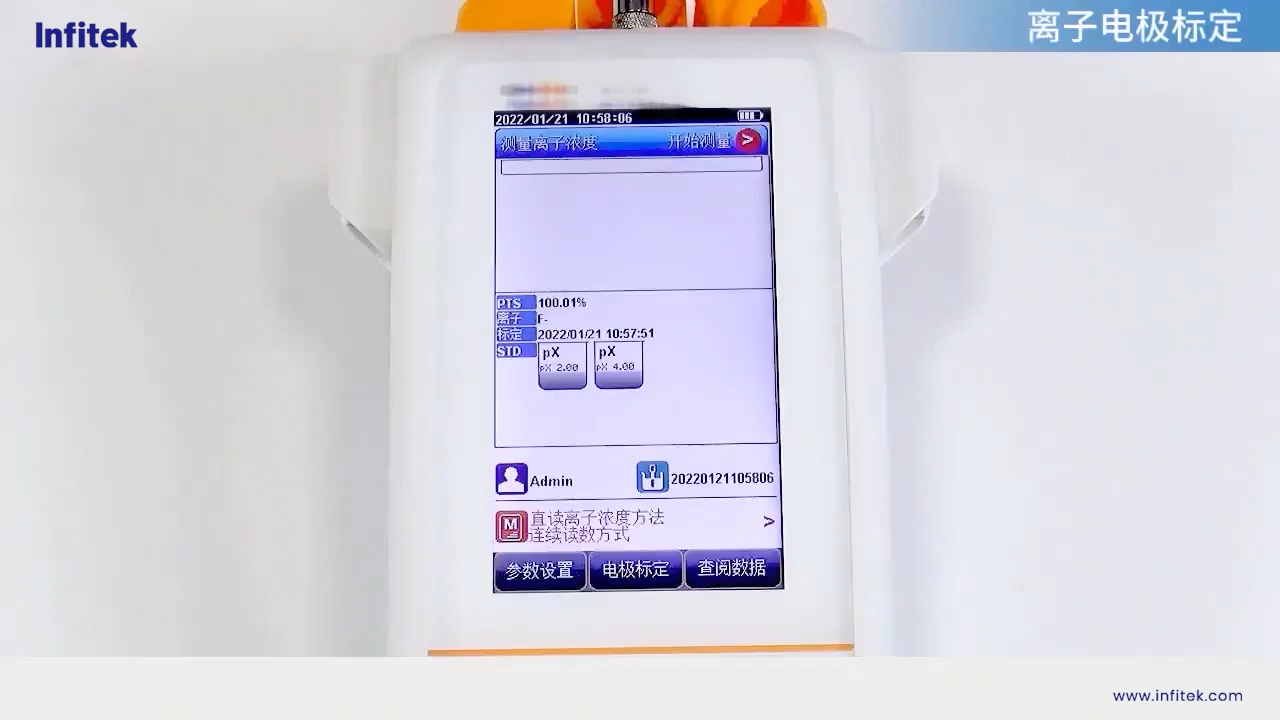 Infitek
离子电极标定
2022/01/21 10:58:06
测量离子浓度 开始测量 >
PTS 100.01%
离子 F-
标定 2022/01/21 10:57:51
STD pX pX
pX 2.00 pX 4.00
Admin 20220121105806
M 直读离子浓度方法 >
连续读数方式
参数设置 电极标定 查阅数据
www.infitek.com